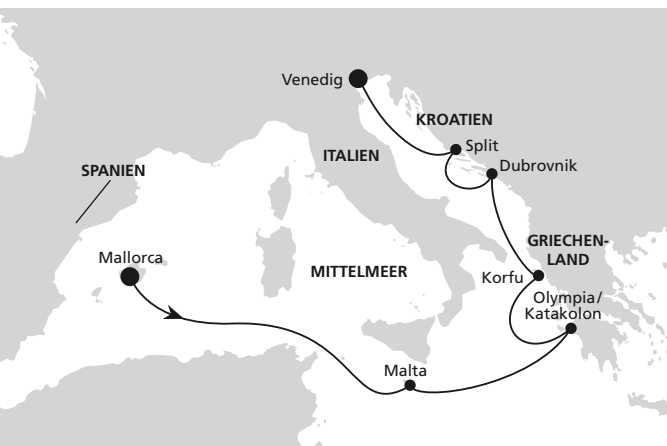 Venedig
KROATIEN
Split
ITALIEN
Dubrovnik
SPANIEN
GRIECHEN-
LAND
Mallorca
MITTELMEER
Korfu
Olympia/
Katakolon
Malta